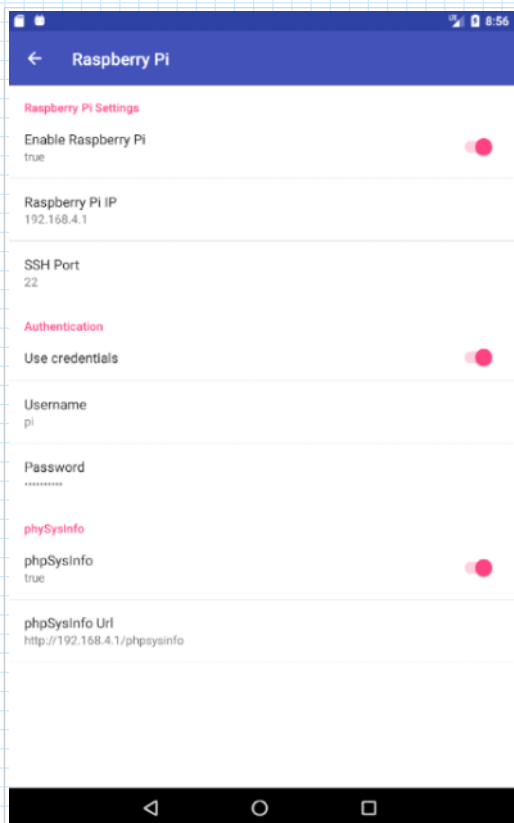 8:56
Raspberry Pi
Raspberry Pi Settings
Enable Raspberry Pi
true
Raspberry Pi IP
192.168.4.1
SSH Port
22
Authentication
Use credentials
Username
pi
Password
••••••••••
phySysInfo
phpSysInfo
true
phpSysInfo Url
http://192.168.4.1/phpsysinfo